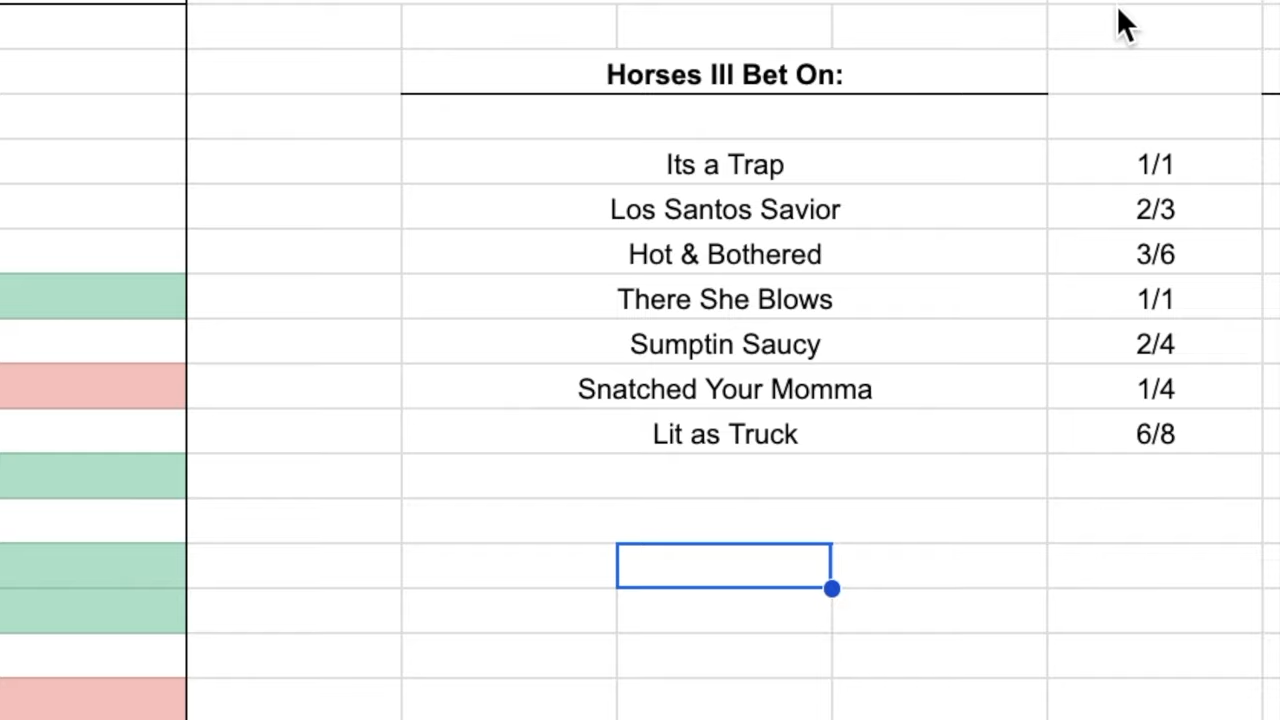 Horses Ill Bet On:
Its a Trap 1/1
Los Santos Savior 2/3
Hot & Bothered 3/6
There She Blows 1/1
Sumptin Saucy 2/4
Snatched Your Momma 1/4
Lit as Truck 6/8